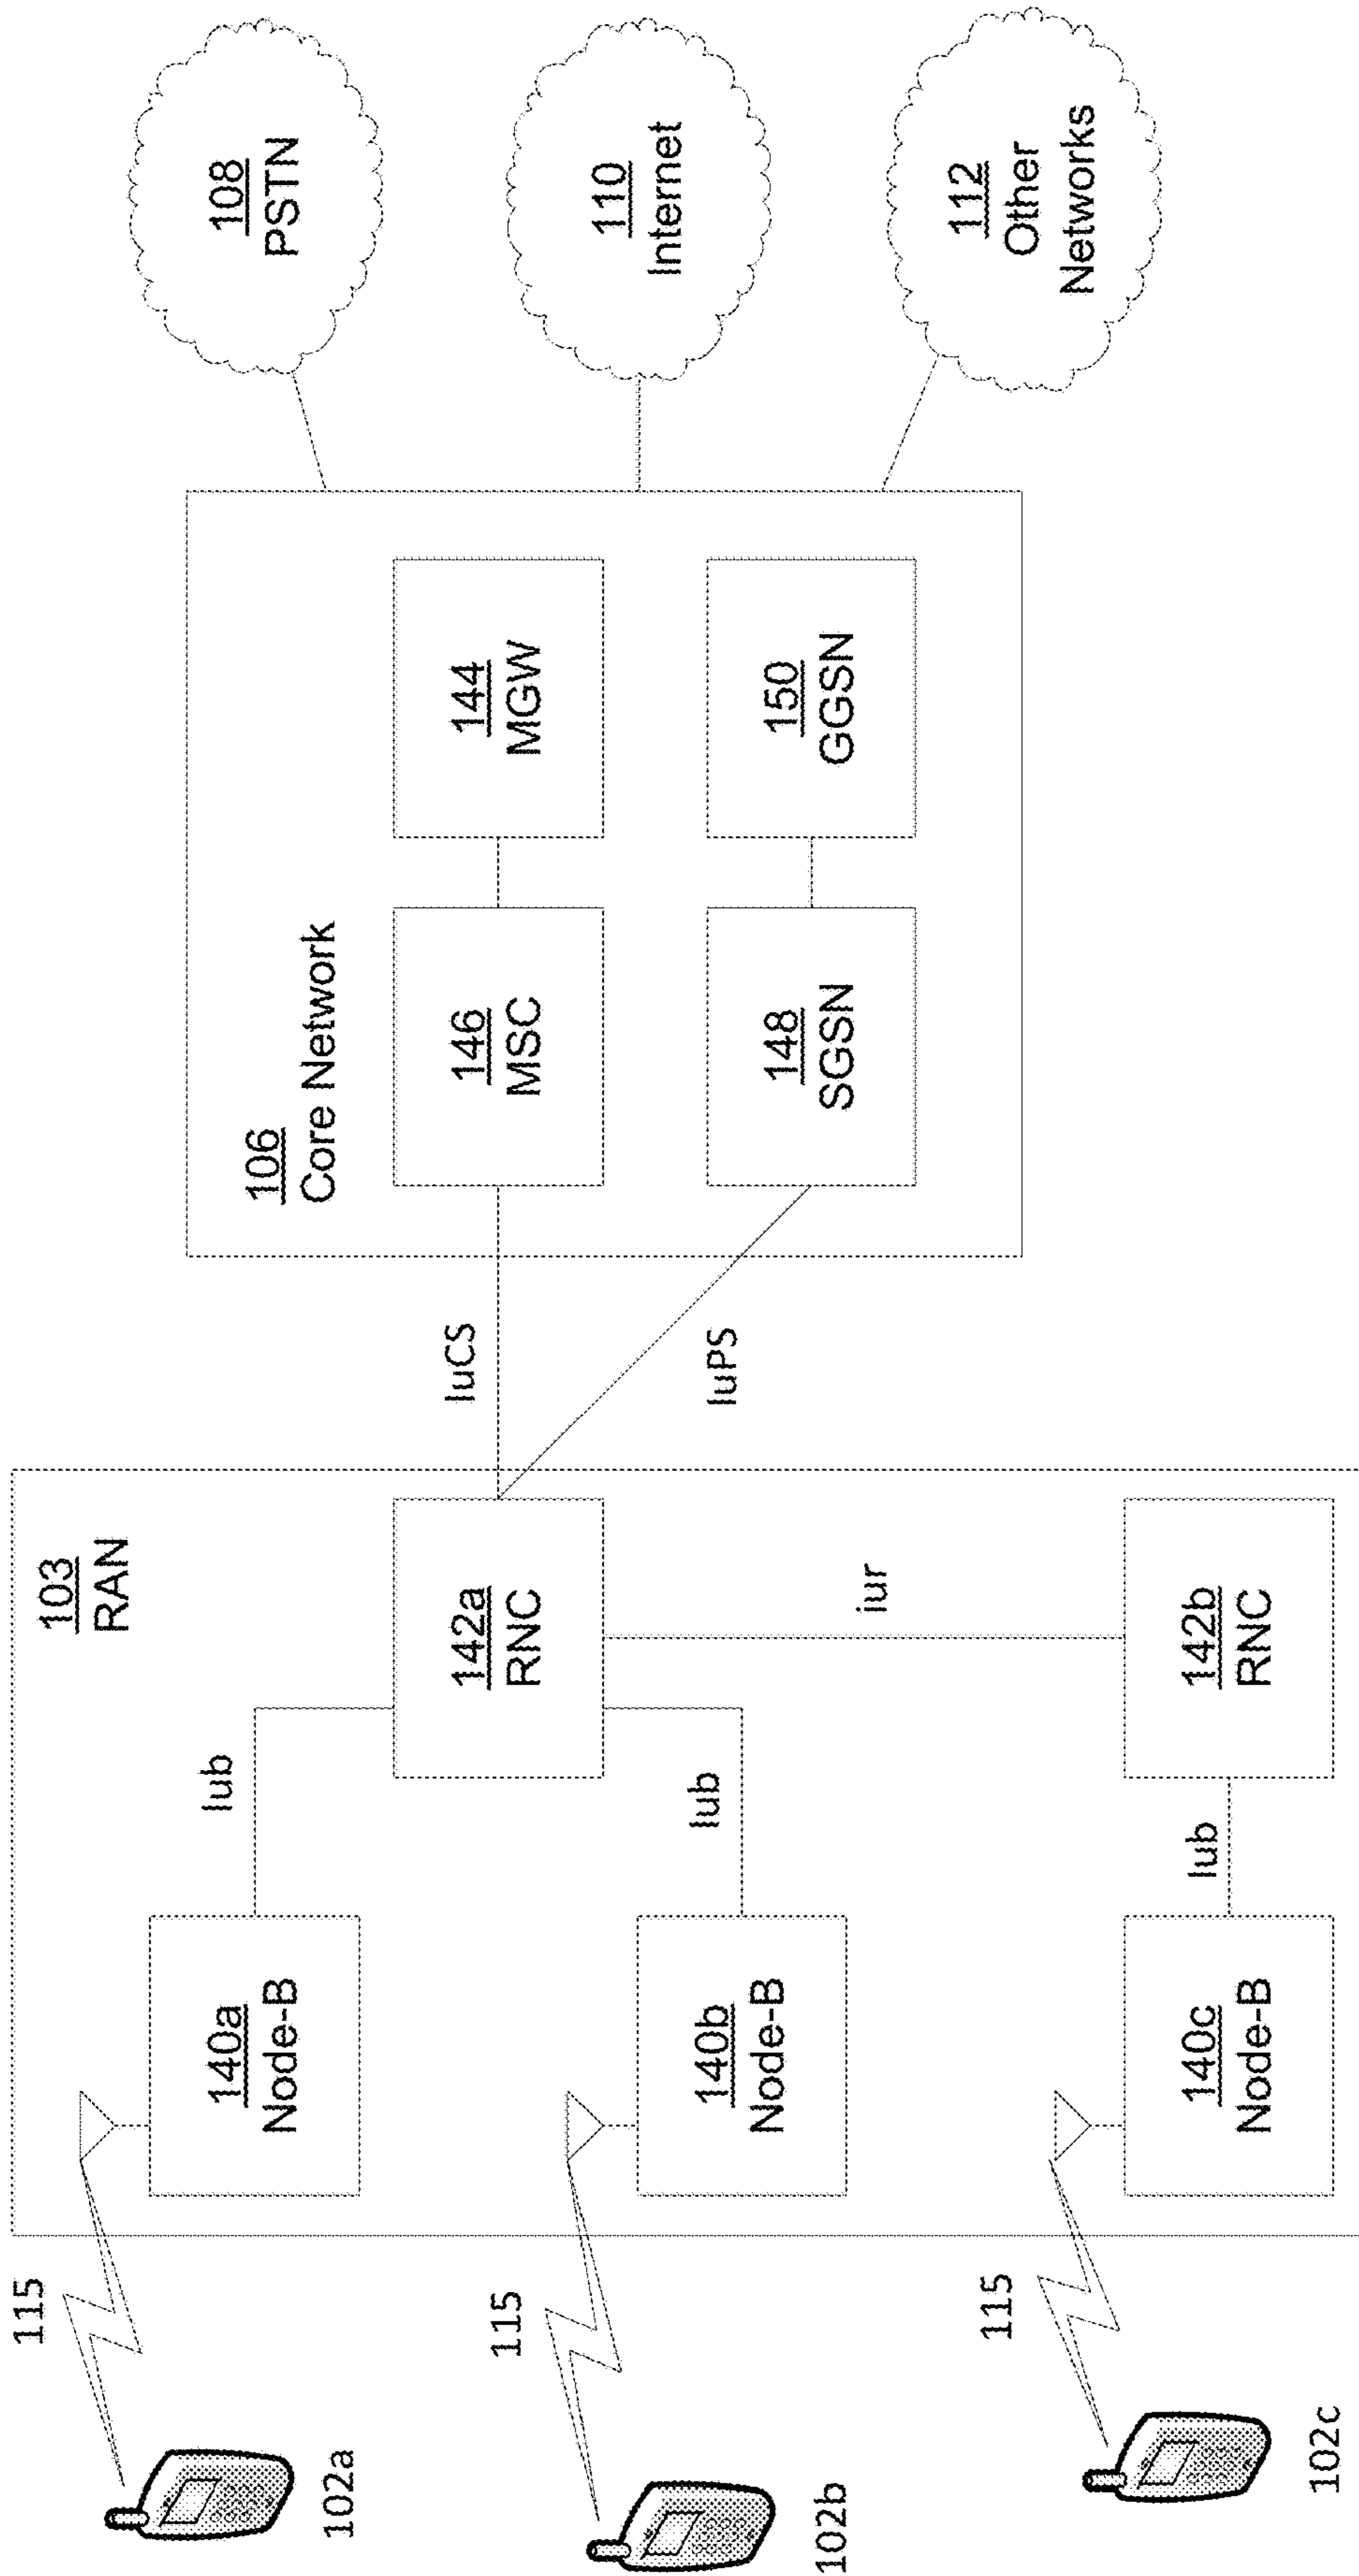 103
RAN
115
102a
140a
Node-B
Iub
142a
RNC
115
102b
140b
Node-B
Iub
iur
115
102c
140c
Node-B
Iub
142b
RNC
IuCS
IuPS
106
Core Network
146
MSC
144
MGW
148
SGSN
150
GGSN
108
PSTN
110
Internet
112
Other
Networks